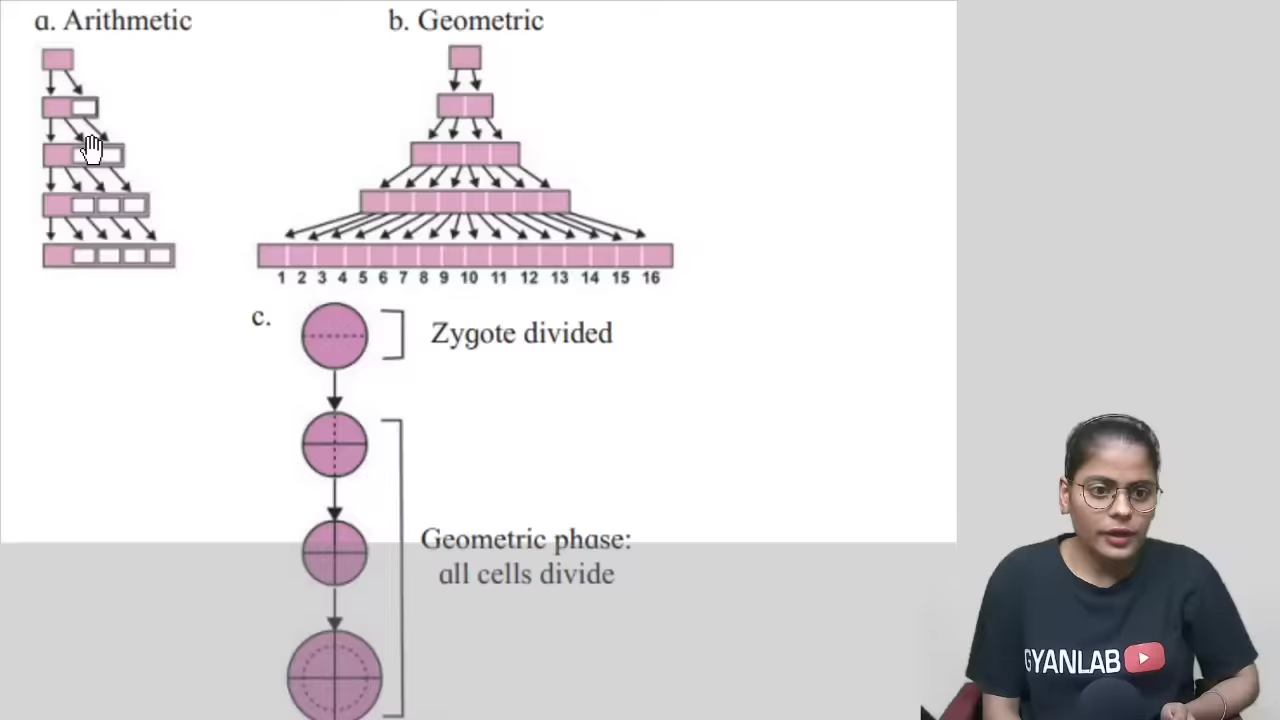 a. Arithmetic
b. Geometric
1 2 3 4 5 6 7 8 9 10 11 12 13 14 15 16
c.
Zygote divided
Geometric phase:
all cells divide
GYANLAB